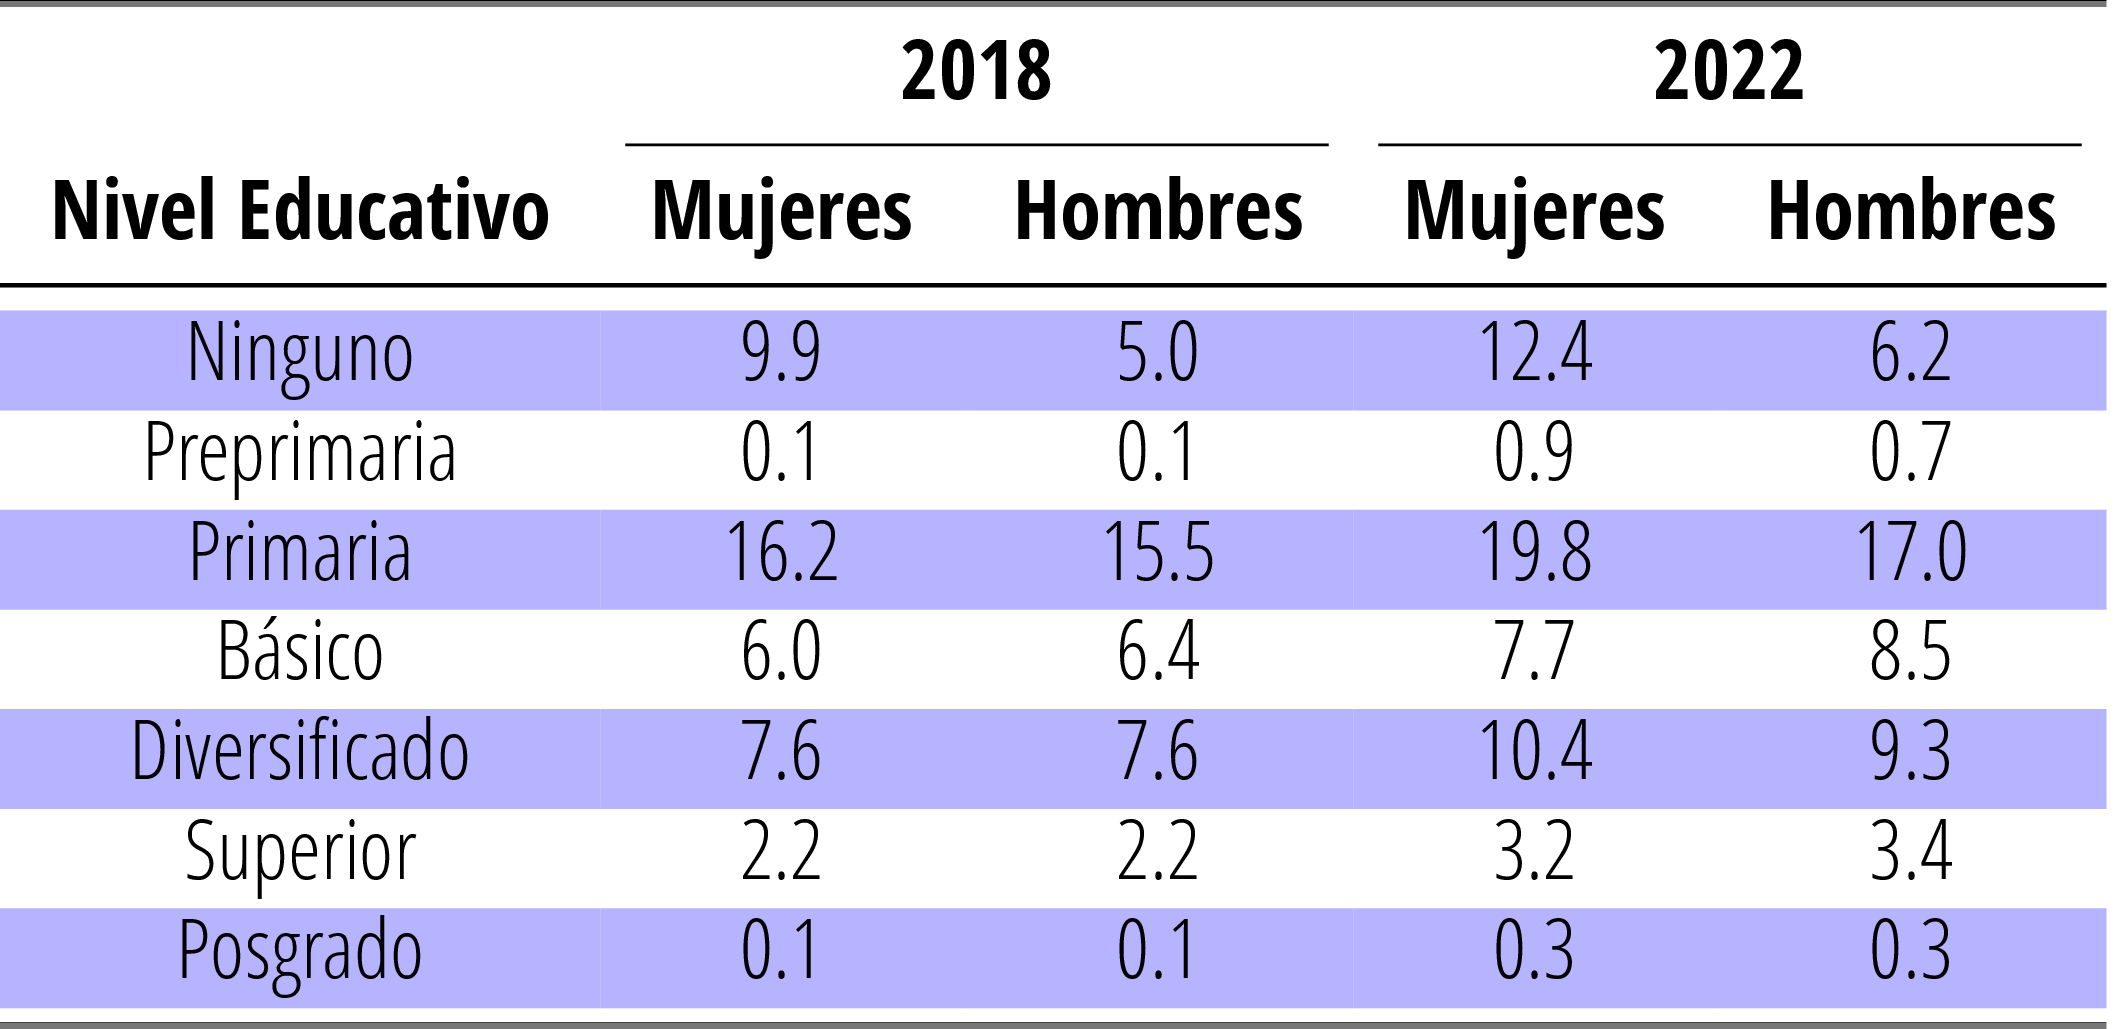 2018 2022
Nivel Educativo Mujeres Hombres Mujeres Hombres
Ninguno 9.9 5.0 12.4 6.2
Preprimaria 0.1 0.1 0.9 0.7
Primaria 16.2 15.5 19.8 17.0
Básico 6.0 6.4 7.7 8.5
Diversificado 7.6 7.6 10.4 9.3
Superior 2.2 2.2 3.2 3.4
Posgrado 0.1 0.1 0.3 0.3